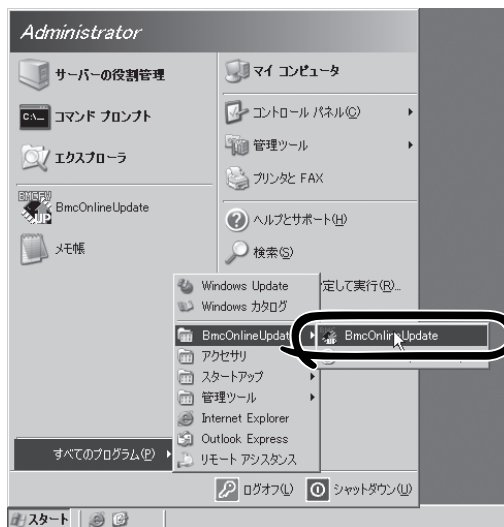 Administrator
サーバーの役割管理
コマンド プロンプト
エクスプローラ
BmcOnlineUpdate
メモ帳
マイ コンピュータ
コントロール パネル(C)
管理ツール
プリンタと FAX
ヘルプとサポート(H)
検索(S)
定して実行(R)...
Windows Update
Windows カタログ
BmcOnlineUpdat
アクセサリ
スタートアップ
管理ツール
Internet Explorer
Outlook Express
リモート アシスタンス
BmcOnlineUpdate
すべてのプログラム(P)
ログオフ(L)
シャットダウン(U)
スタート